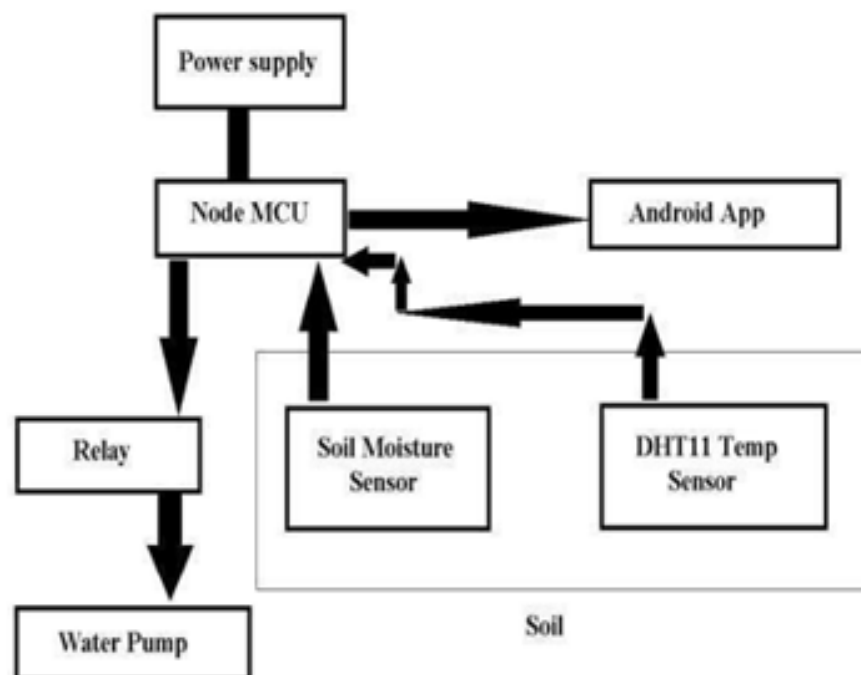 Power supply
Node MCU
Android App
Relay
Soil Moisture
Sensor
DHT11 Temp
Sensor
Water Pump
Soil